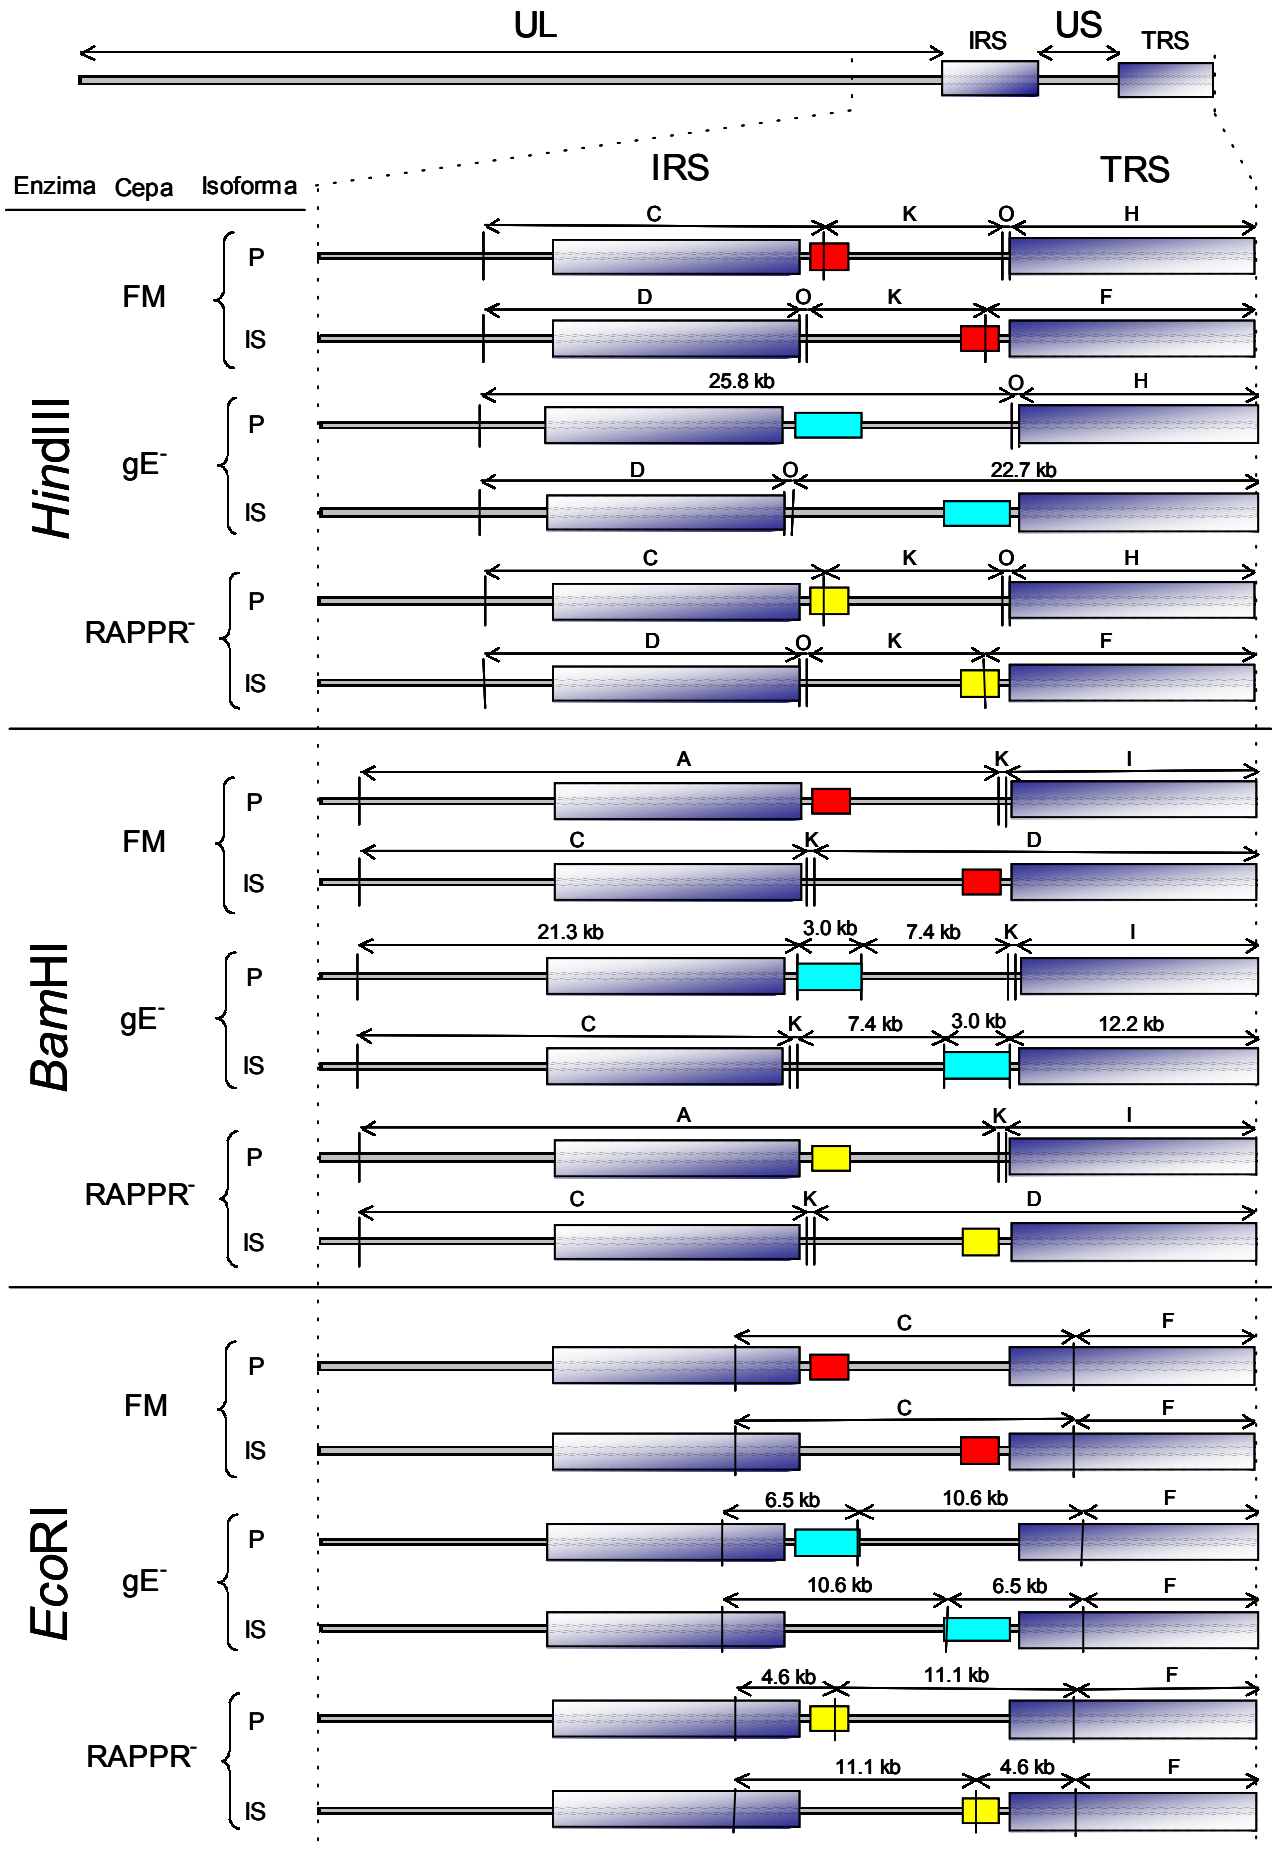 UL US
IRS TRS
IRS TRS
Enzima Cepa Isoforma
HindIII
C K O H
FM P
D O K F
IS
25.8 kb O H
gE- P
D O 22.7 kb
IS
C K O H
RAPPR- P
D O K F
IS
BamHI
A K I
FM P
C K D
IS
21.3 kb 3.0 kb 7.4 kb K I
gE- P
C K 7.4 kb 3.0 kb 12.2 kb
IS
A K I
RAPPR- P
C K D
IS
EcoRI
C F
FM P
C F
IS
6.5 kb 10.6 kb F
gE- P
10.6 kb 6.5 kb F
IS
4.6 kb 11.1 kb F
RAPPR- P
11.1 kb 4.6 kb F
IS